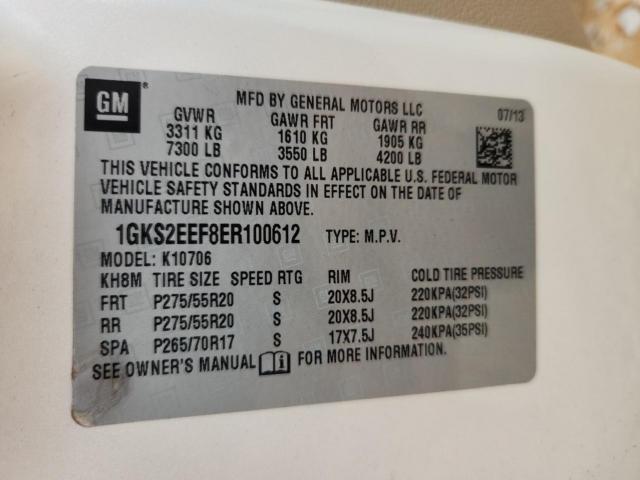 GM®
MFD BY GENERAL MOTORS LLC
07/13
GVWR GAWR FRT GAWR RR
3311 KG 1610 KG 1905 KG
7300 LB 3550 LB 4200 LB
THIS VEHICLE CONFORMS TO ALL APPLICABLE U.S. FEDERAL MOTOR
VEHICLE SAFETY STANDARDS IN EFFECT ON THE DATE OF
MANUFACTURE SHOWN ABOVE.
1GKS2EEF8ER100612 TYPE: M.P.V.
MODEL: K10706
KH8M TIRE SIZE SPEED RTG RIM COLD TIRE PRESSURE
FRT P275/55R20 S 20X8.5J 220KPA(32PSI)
RR P275/55R20 S 20X8.5J 220KPA(32PSI)
SPA P265/70R17 S 17X7.5J 240KPA(35PSI)
SEE OWNER'S MANUAL i FOR MORE INFORMATION.